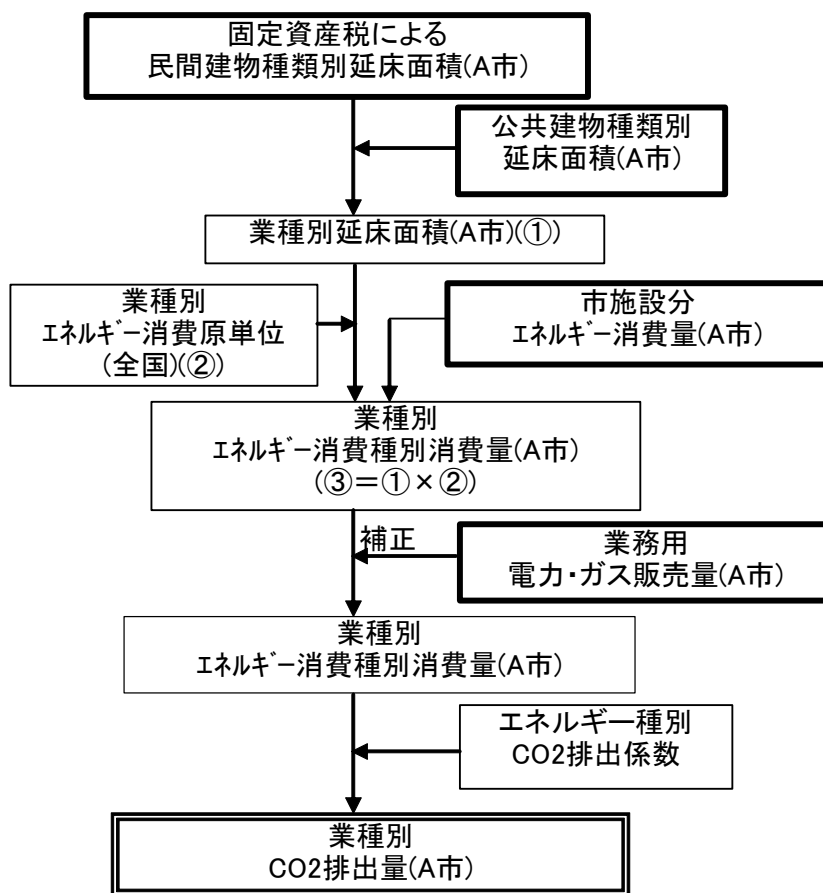 固定資産税による
民間建物種類別延床面積(A市)
公共建物種類別
延床面積(A市)
業種別延床面積(A市)(①)
業種別
ｴﾈﾙｷﾞｰ消費原単位
(全国)(②)
市施設分
ｴﾈﾙｷﾞｰ消費量(A市)
業種別
ｴﾈﾙｷﾞｰ消費種別消費量(A市)
(③＝①×②)
補正
業務用
電力・ガス販売量(A市)
業種別
ｴﾈﾙｷﾞｰ消費種別消費量(A市)
エネルギー種別
CO2排出係数
業種別
CO2排出量(A市)